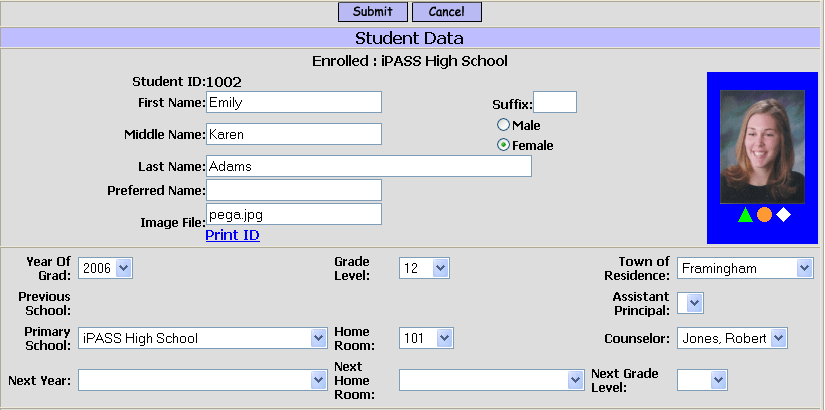 Submit Cancel
Student Data
Enrolled : iPASS High School
Student ID:1002
First Name: Emily Suffix:
Male
Middle Name: Karen
Female
Last Name: Adams
Preferred Name:
Image File: pega.jpg
Print ID
Year Of Grad: 2006 Grade Level: 12 Town of Residence: Framingham
Previous School: Assistant Principal:
Primary School: iPASS High School Home Room: 101 Counselor: Jones, Robert
Next Year: Next Home Room: Next Grade Level: